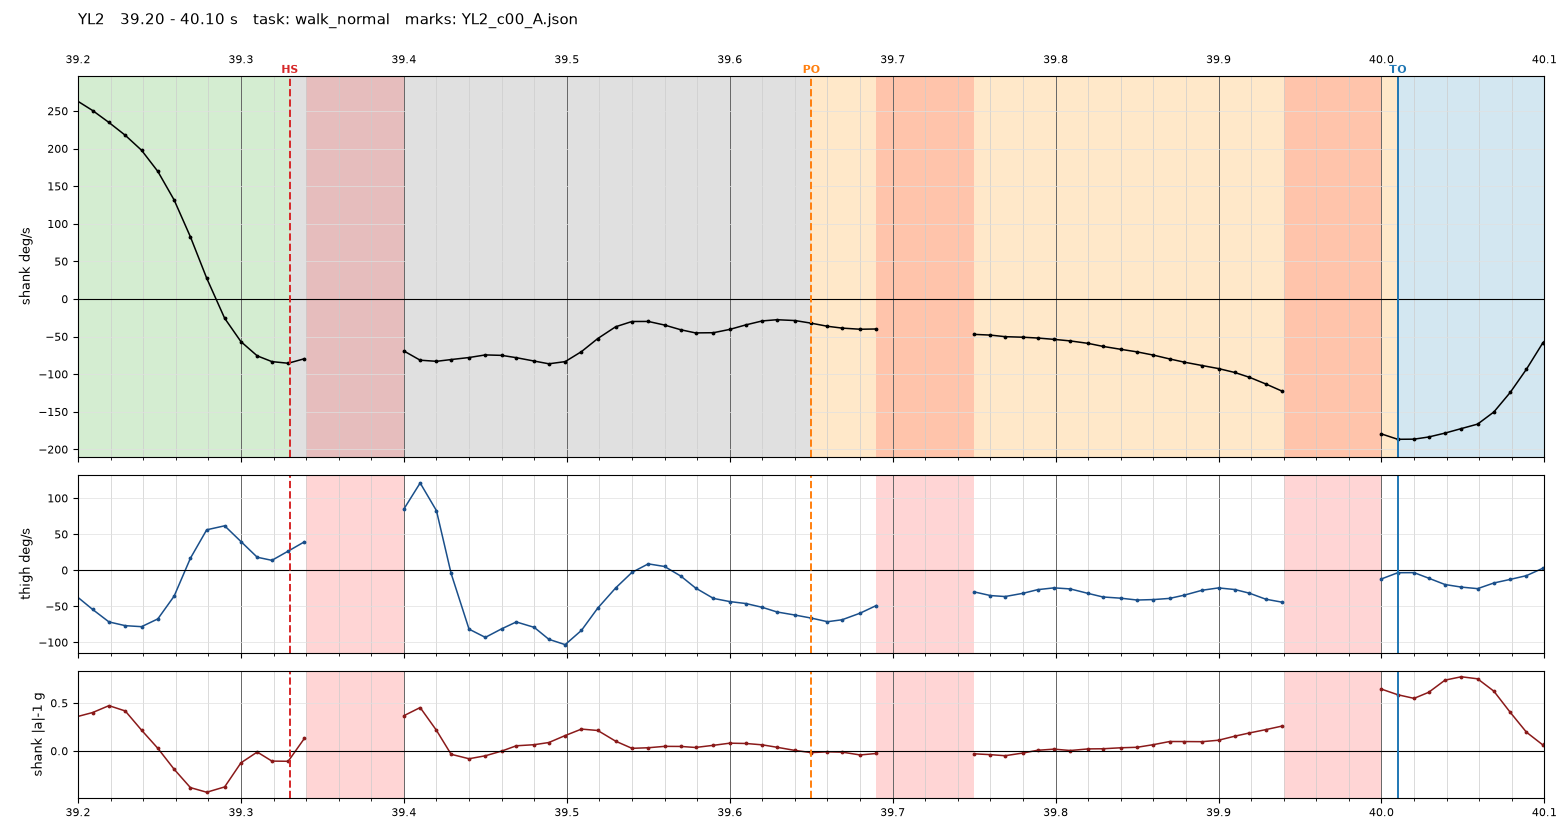 YL2   39.20 - 40.10 s   task: walk_normal   marks: YL2_c00_A.json
39.2 39.3 39.4 39.5 39.6 39.7 39.8 39.9 40.0 40.1
HS PO TO
shank deg/s
250
200
150
100
50
0
−50
−100
−150
−200
thigh deg/s
100
50
0
−50
−100
shank |a|-1 g
0.5
0.0
39.2 39.3 39.4 39.5 39.6 39.7 39.8 39.9 40.0 40.1